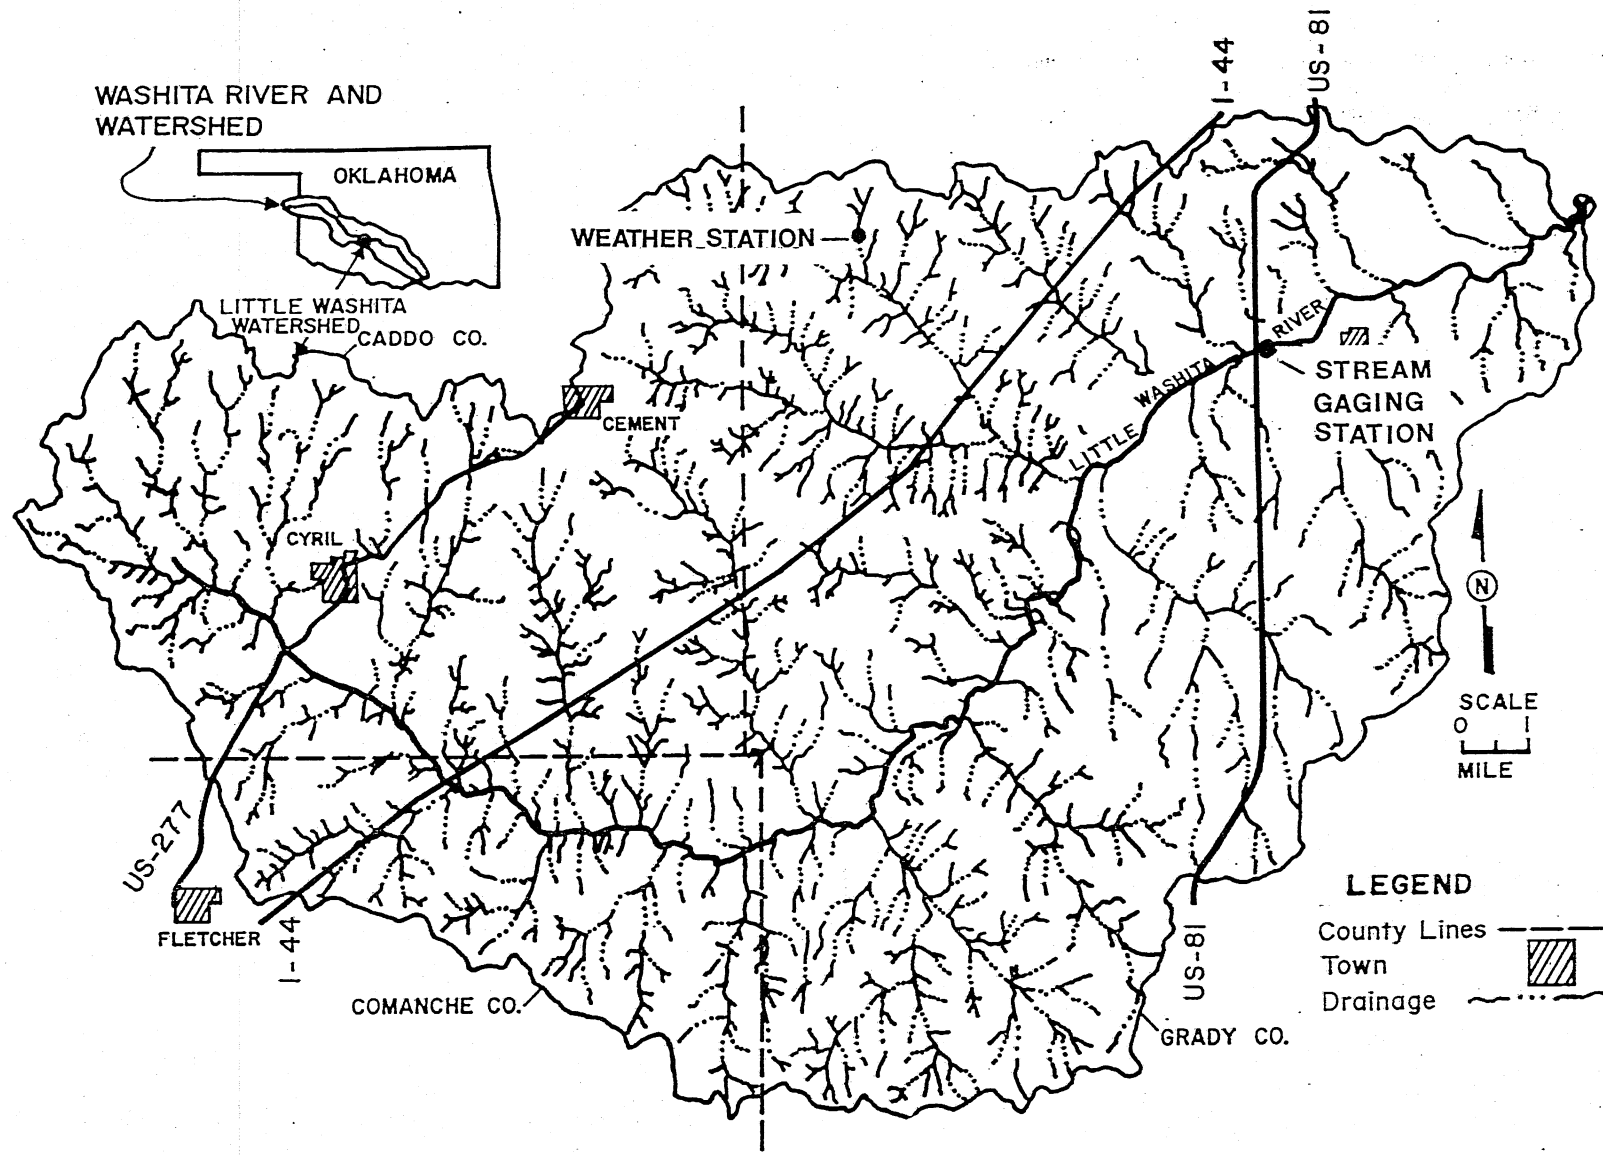 I-44
US-81
WASHITA RIVER AND
WATERSHED
OKLAHOMA
WEATHER STATION
LITTLE WASHITA
WATERSHED
CADDO CO.
RIVER
WASHITA
LITTLE
STREAM
GAGING
STATION
CEMENT
CYRIL
N
SCALE
0 1
MILE
US-277
FLETCHER
I-44
COMANCHE CO.
US-81
GRADY CO.
LEGEND
County Lines
Town
Drainage